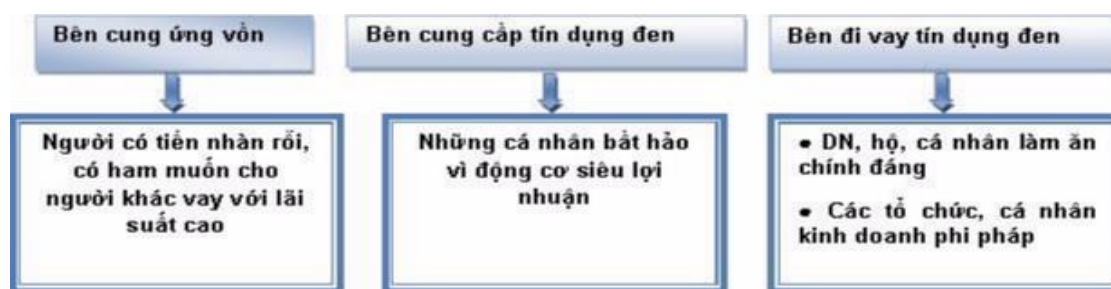 Bên cung ứng vốn
Bên cung cấp tín dụng đen
Bên đi vay tín dụng đen
Người có tiền nhàn rỗi,
có ham muốn cho
người khác vay với lãi
suất cao
Những cá nhân bất hảo
vì động cơ siêu lợi
nhuận
• DN, hộ, cá nhân làm ăn
chính đáng
• Các tổ chức, cá nhân
kinh doanh phi pháp